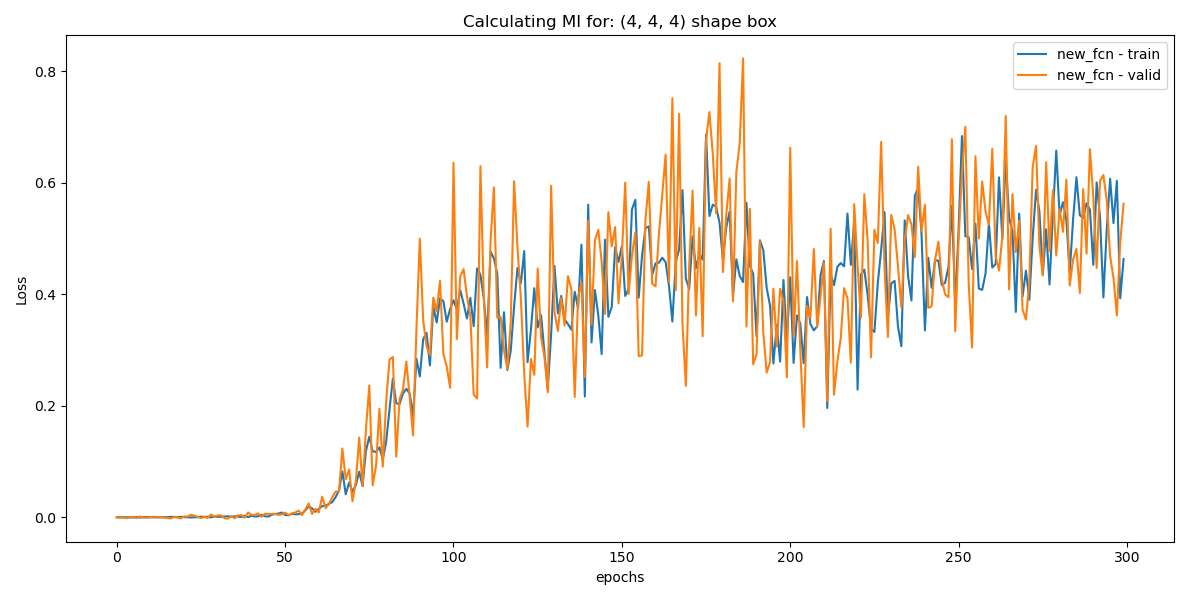 Calculating MI for: (4, 4, 4) shape box
new_fcn - train
new_fcn - valid
Loss
0.8
0.6
0.4
0.2
0.0
0 50 100 150 200 250 300
epochs